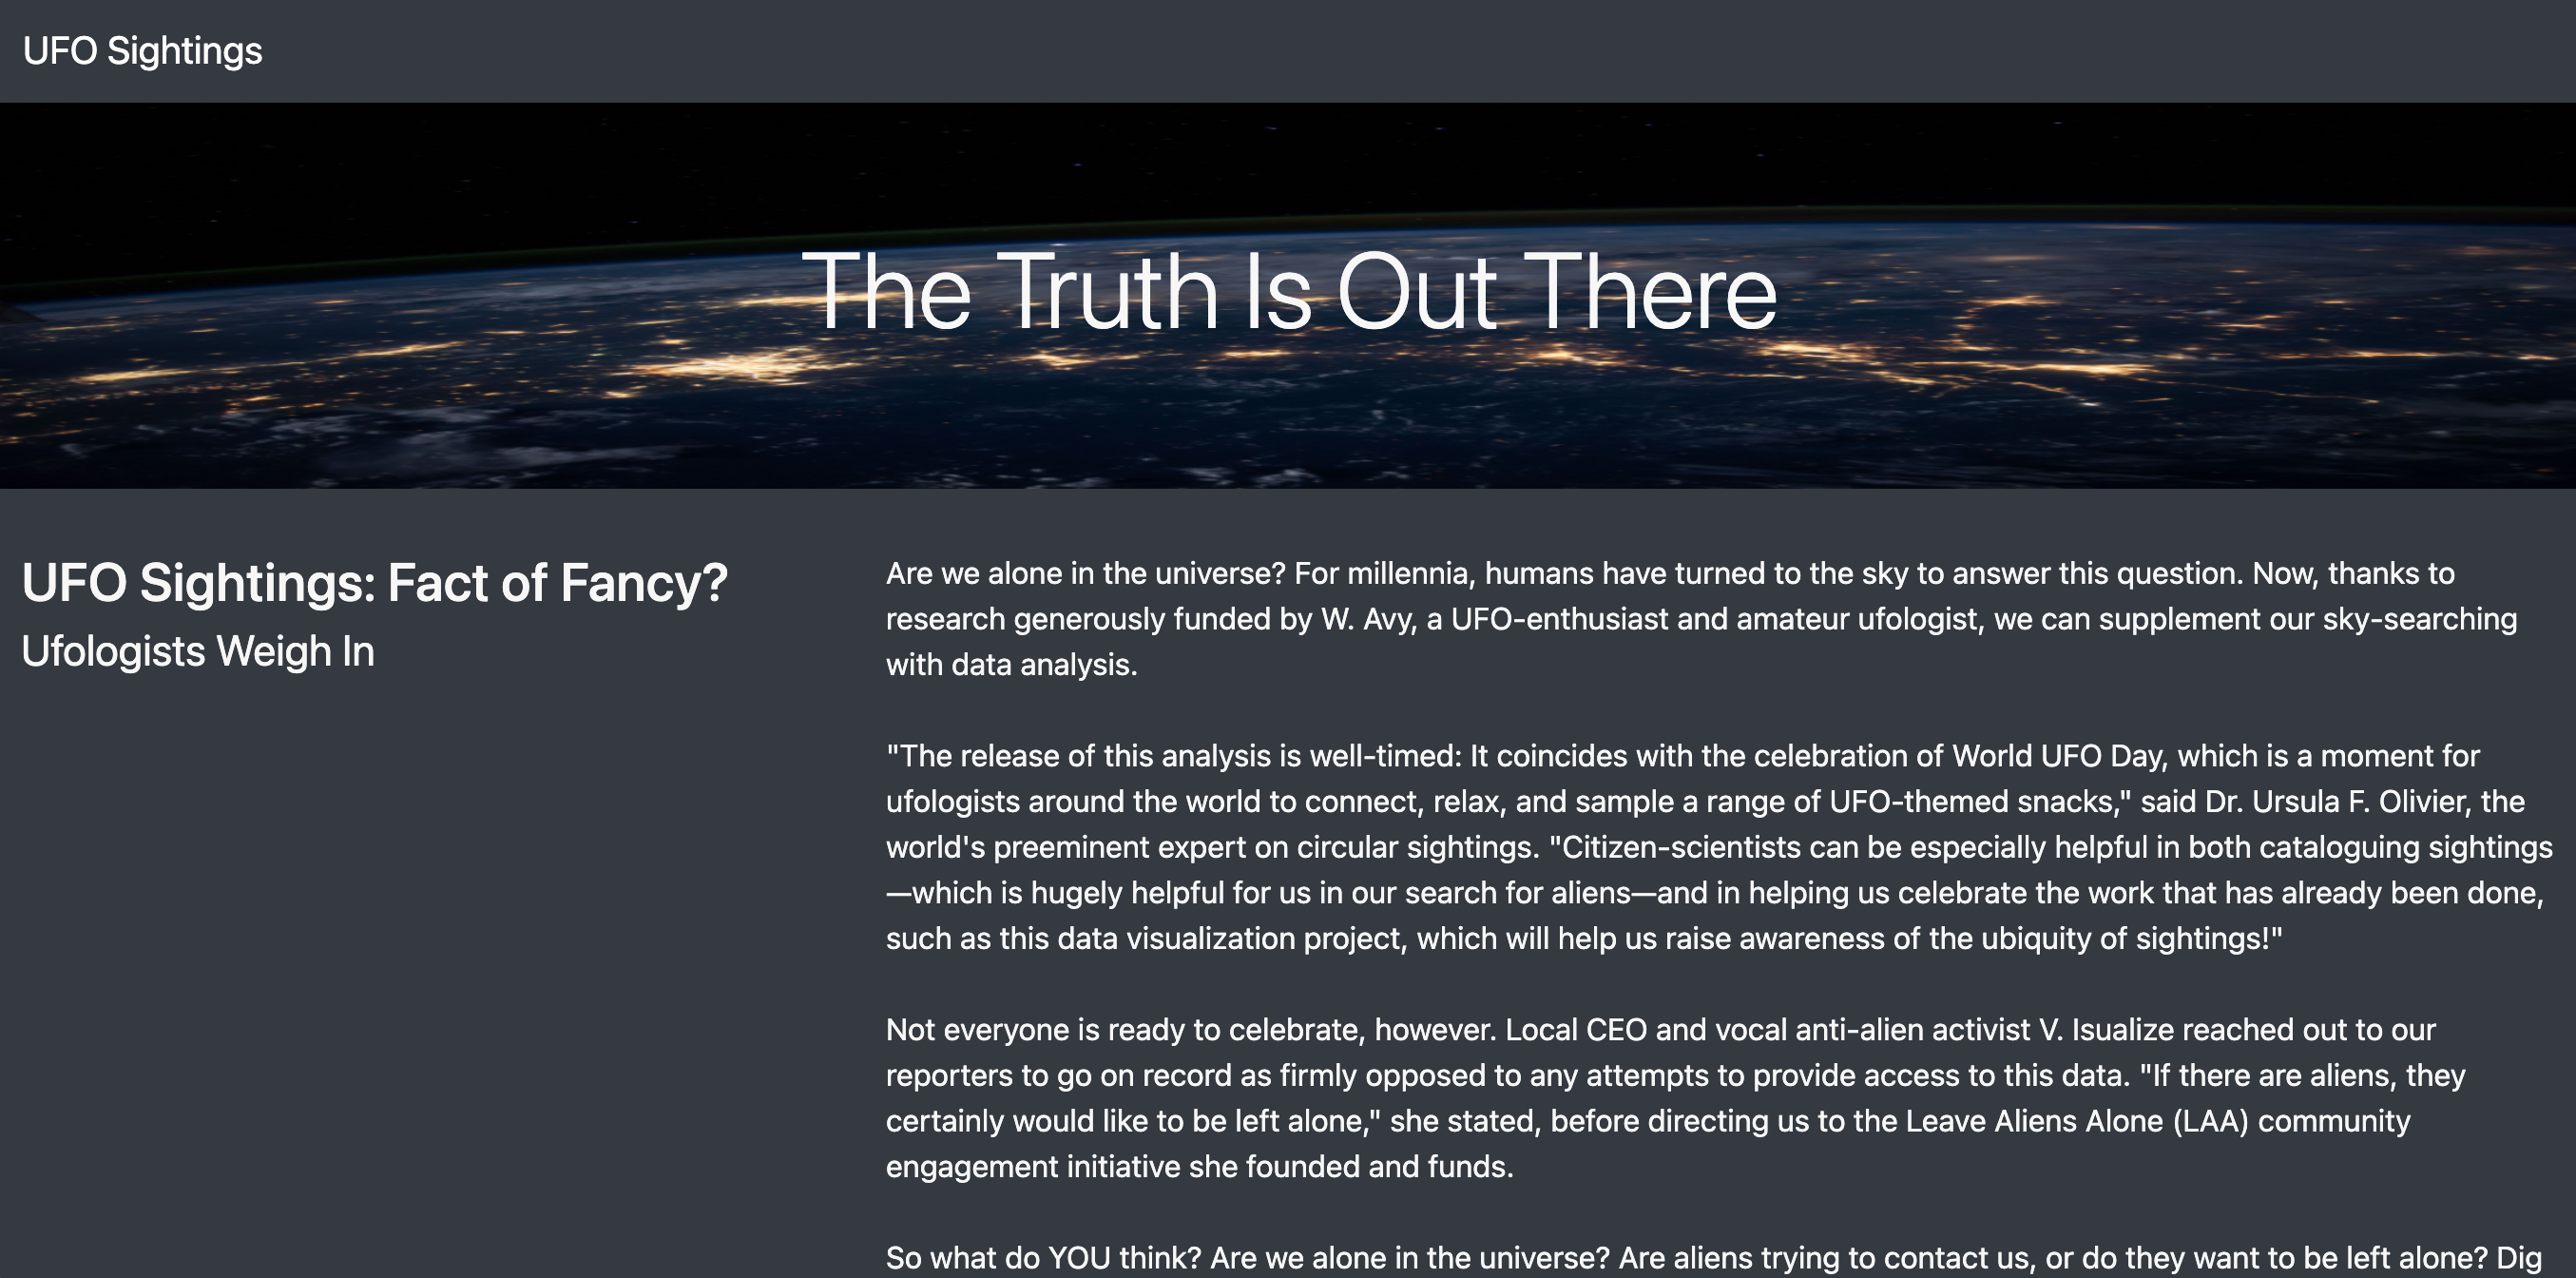 UFO Sightings
The Truth Is Out There
UFO Sightings: Fact of Fancy?
Ufologists Weigh In
Are we alone in the universe? For millennia, humans have turned to the sky to answer this question. Now, thanks to
research generously funded by W. Avy, a UFO-enthusiast and amateur ufologist, we can supplement our sky-searching
with data analysis.
"The release of this analysis is well-timed: It coincides with the celebration of World UFO Day, which is a moment for
ufologists around the world to connect, relax, and sample a range of UFO-themed snacks," said Dr. Ursula F. Olivier, the
world's preeminent expert on circular sightings. "Citizen-scientists can be especially helpful in both cataloguing sightings
—which is hugely helpful for us in our search for aliens—and in helping us celebrate the work that has already been done,
such as this data visualization project, which will help us raise awareness of the ubiquity of sightings!"
Not everyone is ready to celebrate, however. Local CEO and vocal anti-alien activist V. Isualize reached out to our
reporters to go on record as firmly opposed to any attempts to provide access to this data. "If there are aliens, they
certainly would like to be left alone," she stated, before directing us to the Leave Aliens Alone (LAA) community
engagement initiative she founded and funds.
So what do YOU think? Are we alone in the universe? Are aliens trying to contact us, or do they want to be left alone? Dig